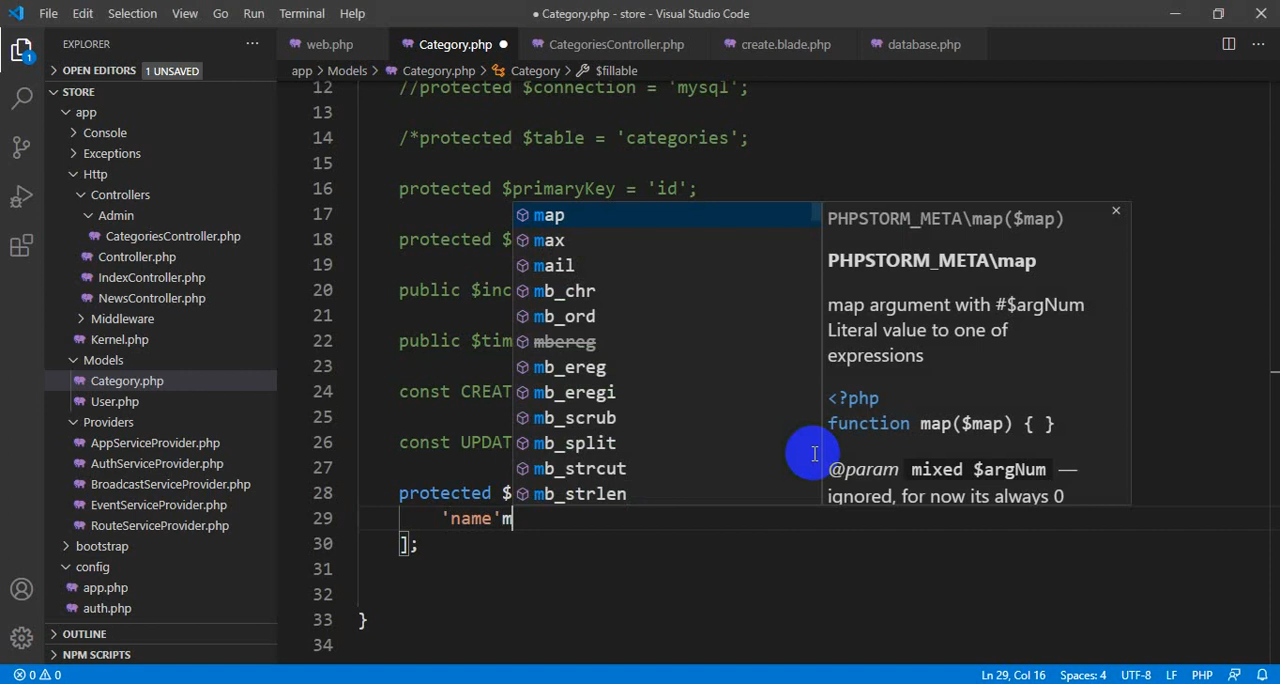 File Edit Selection View Go Run Terminal Help
● Category.php - store - Visual Studio Code
EXPLORER
web.php Category.php ● CategoriesController.php create.blade.php database.php
OPEN EDITORS 1 UNSAVED
app > Models > Category.php > Category > $fillable
STORE
app
Console
Exceptions
Http
Controllers
Admin
CategoriesController.php
Controller.php
IndexController.php
NewsController.php
Middleware
Kernel.php
Models
Category.php
User.php
Providers
AppServiceProvider.php
AuthServiceProvider.php
BroadcastServiceProvider.php
EventServiceProvider.php
RouteServiceProvider.php
bootstrap
config
app.php
auth.php
OUTLINE
NPM SCRIPTS
1
12 //protected $connection = 'mysql';
13
14 /*protected $table = 'categories';
15
16 protected $primaryKey = 'id';
17
18 protected $
19
20 public $inc
21
22 public $tim
23
24 const CREAT
25
26 const UPDAT
27
28 protected $
29 'name'm
30 ];
31
32
33 }
34
map
max
mail
mb_chr
mb_ord
mbereg
mb_ereg
mb_eregi
mb_scrub
mb_split
mb_strcut
mb_strlen
PHPSTORM_META\map($map)
PHPSTORM_META\map
map argument with #$argNum
Literal value to one of
expressions
<?php
function map($map) { }
@param mixed $argNum —
ignored, for now its always 0
0 0
Ln 29, Col 16 Spaces: 4 UTF-8 LF PHP